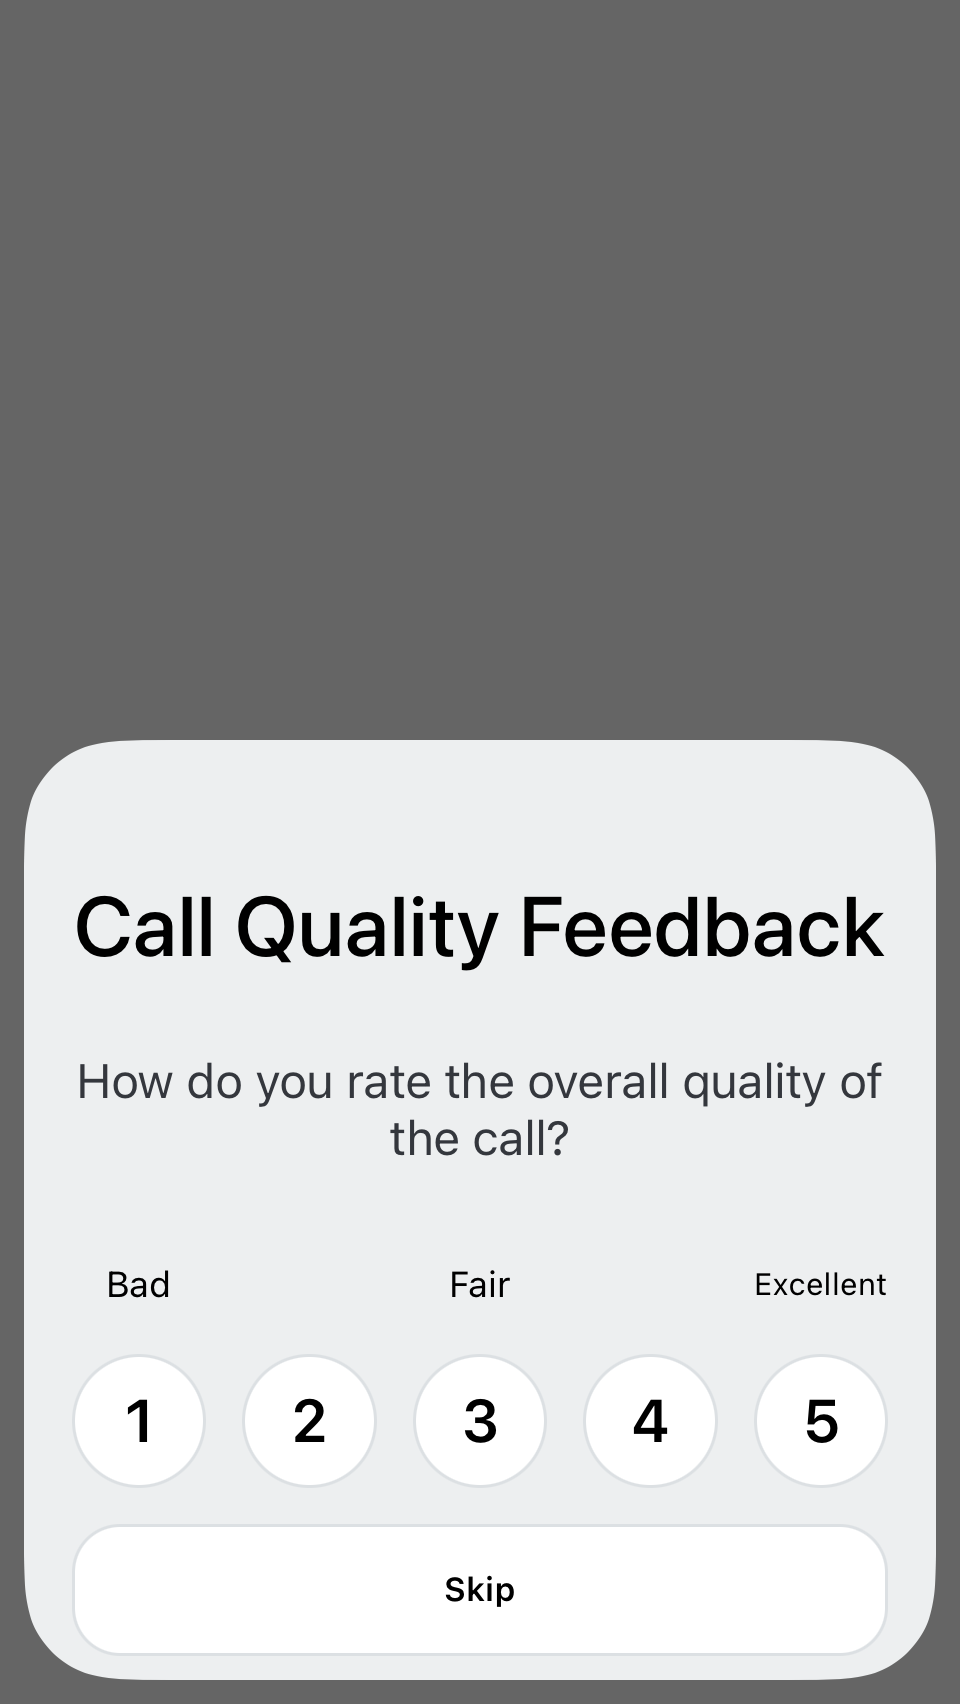 Call Quality Feedback
How do you rate the overall quality of
the call?
Bad Fair Excellent
1 2 3 4 5
Skip